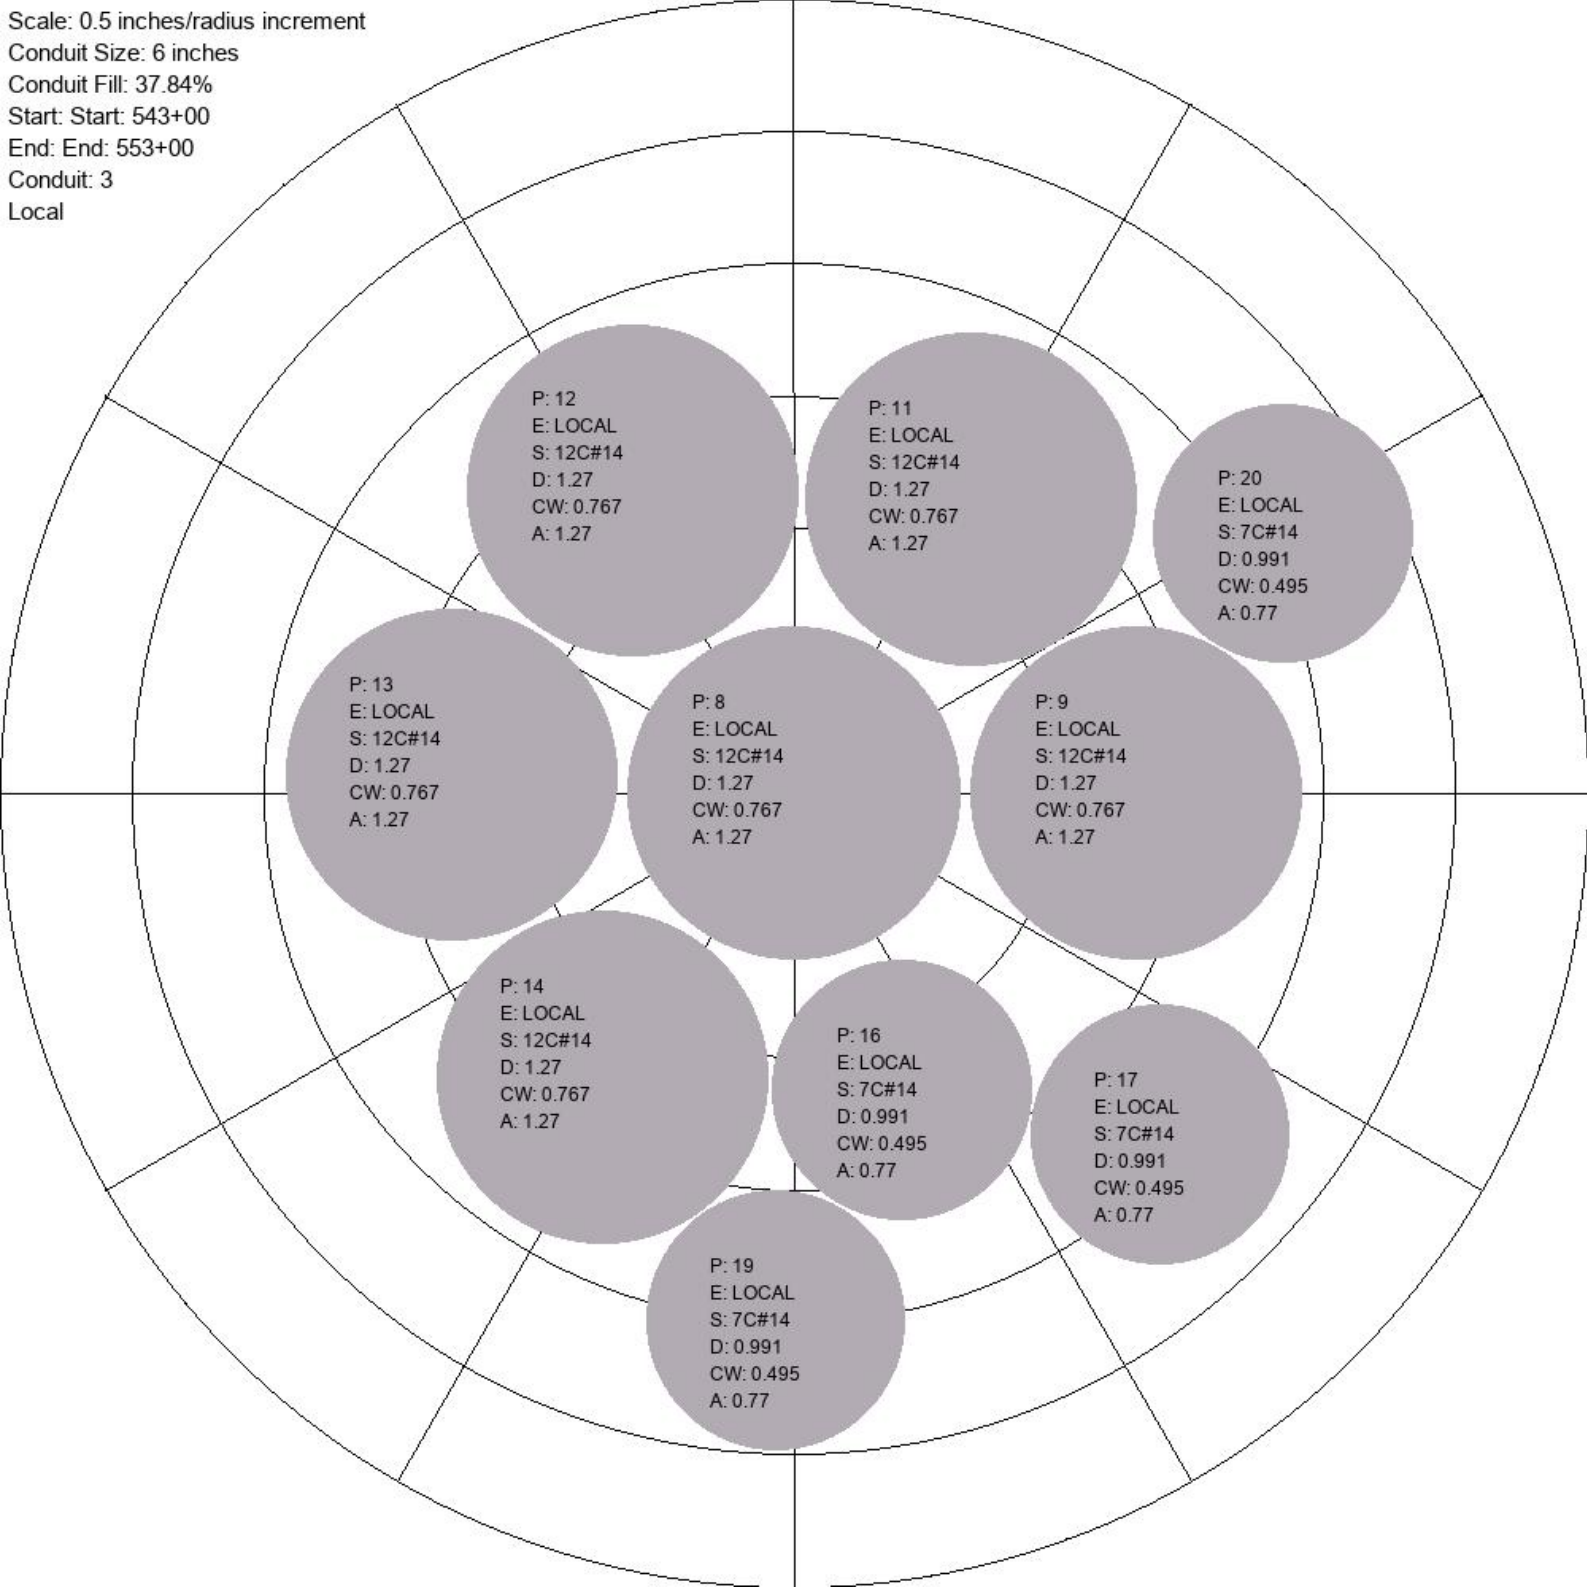 Scale: 0.5 inches/radius increment
Conduit Size: 6 inches
Conduit Fill: 37.84%
Start: Start: 543+00
End: End: 553+00
Conduit: 3
Local
P: 12
E: LOCAL
S: 12C#14
D: 1.27
CW: 0.767
A: 1.27
P: 11
E: LOCAL
S: 12C#14
D: 1.27
CW: 0.767
A: 1.27
P: 20
E: LOCAL
S: 7C#14
D: 0.991
CW: 0.495
A: 0.77
P: 13
E: LOCAL
S: 12C#14
D: 1.27
CW: 0.767
A: 1.27
P: 8
E: LOCAL
S: 12C#14
D: 1.27
CW: 0.767
A: 1.27
P: 9
E: LOCAL
S: 12C#14
D: 1.27
CW: 0.767
A: 1.27
P: 14
E: LOCAL
S: 12C#14
D: 1.27
CW: 0.767
A: 1.27
P: 16
E: LOCAL
S: 7C#14
D: 0.991
CW: 0.495
A: 0.77
P: 17
E: LOCAL
S: 7C#14
D: 0.991
CW: 0.495
A: 0.77
P: 19
E: LOCAL
S: 7C#14
D: 0.991
CW: 0.495
A: 0.77